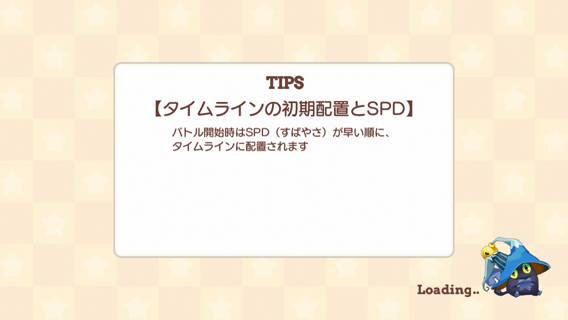 TIPS
【タイムラインの初期配置とSPD】
バトル開始時はSPD（すばやさ）が早い順に、
タイムラインに配置されます
Loading..